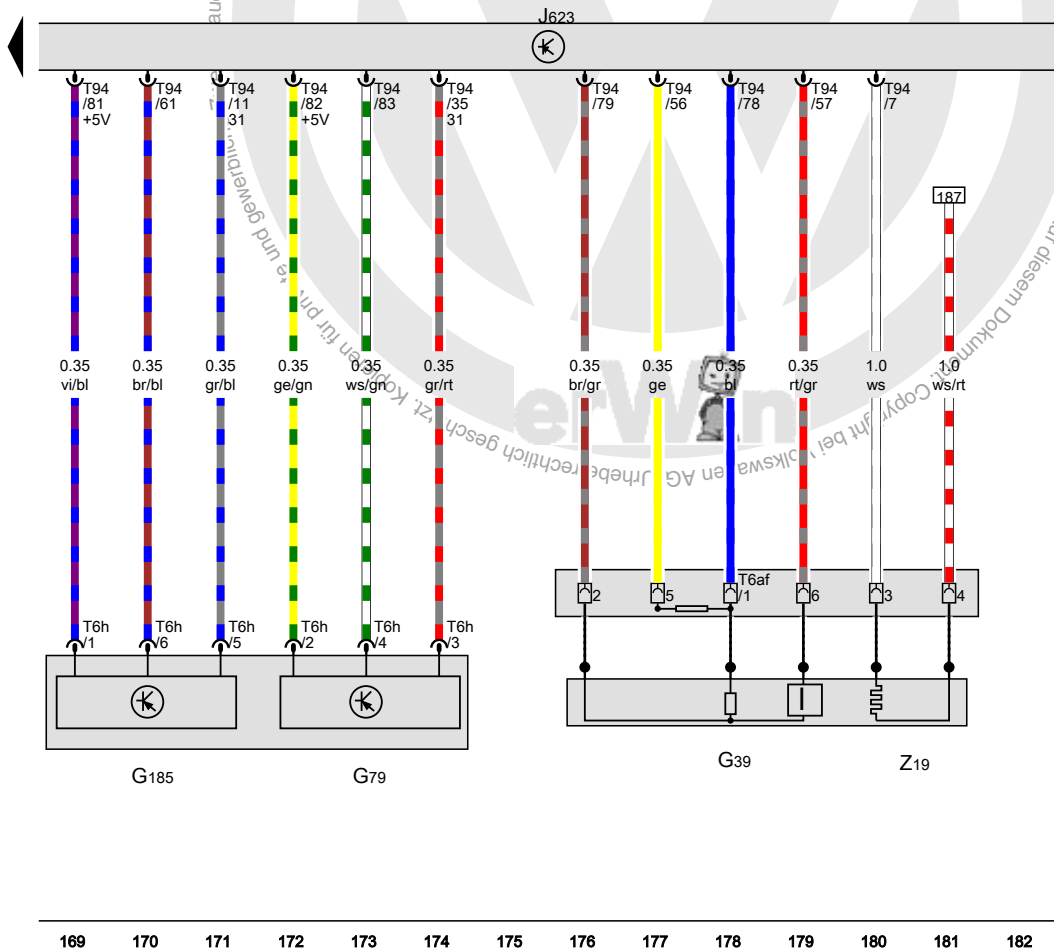 J623
T94 T94 T94 T94 T94 T94 T94 T94 T94 T94 T94
/81 /61 /11 /82 /83 /35 /79 /56 /78 /57 /7
+5V 31 +5V 31
187
0.35 0.35 0.35 0.35 0.35 0.35 0.35 0.35 0.35 0.35 1.0 1.0
vi/bl br/bl gr/bl ge/gn ws/gn gr/rt br/gr ge bl rt/gr ws ws/rt
erWin
T6af
2 5 /1 6 3 4
T6h T6h T6h T6h T6h T6h
/1 /6 /5 /2 /4 /3
G185 G79 G39 Z19
169 170 171 172 173 174 175 176 177 178 179 180 181 182